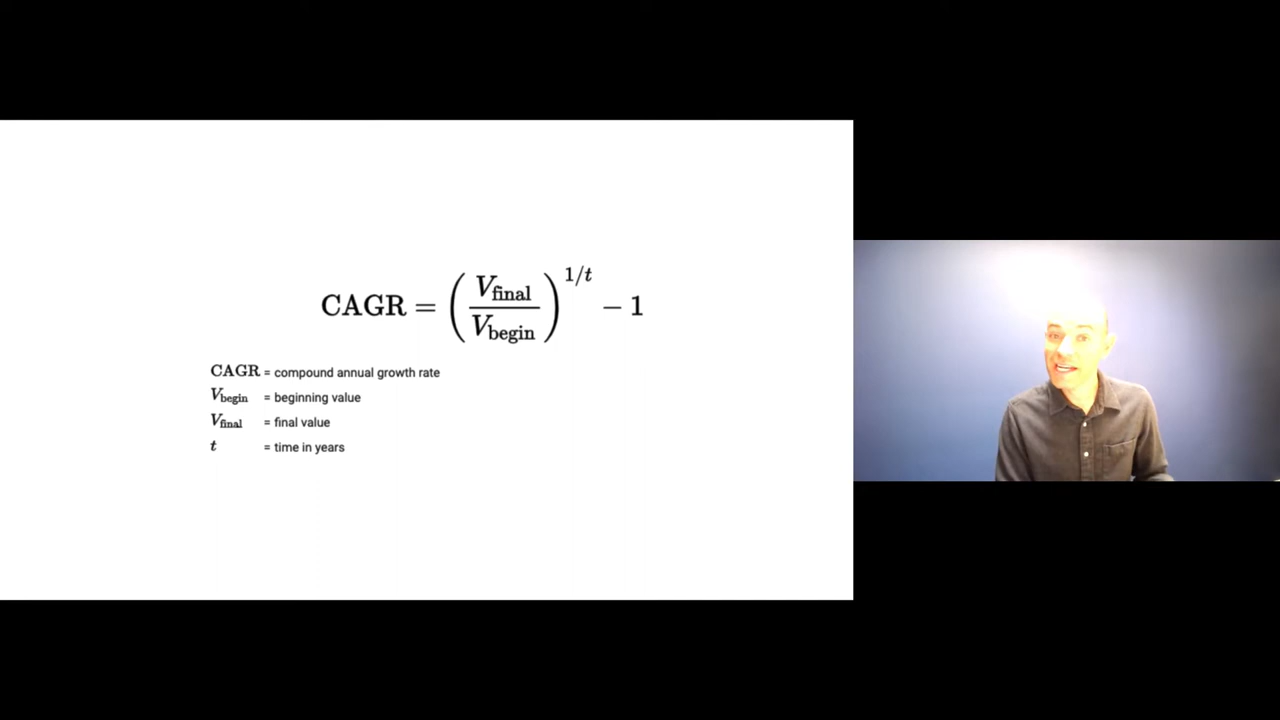 CAGR = (V_final / V_begin)^{1/t} − 1
CAGR = compound annual growth rate
V_begin = beginning value
V_final = final value
t = time in years